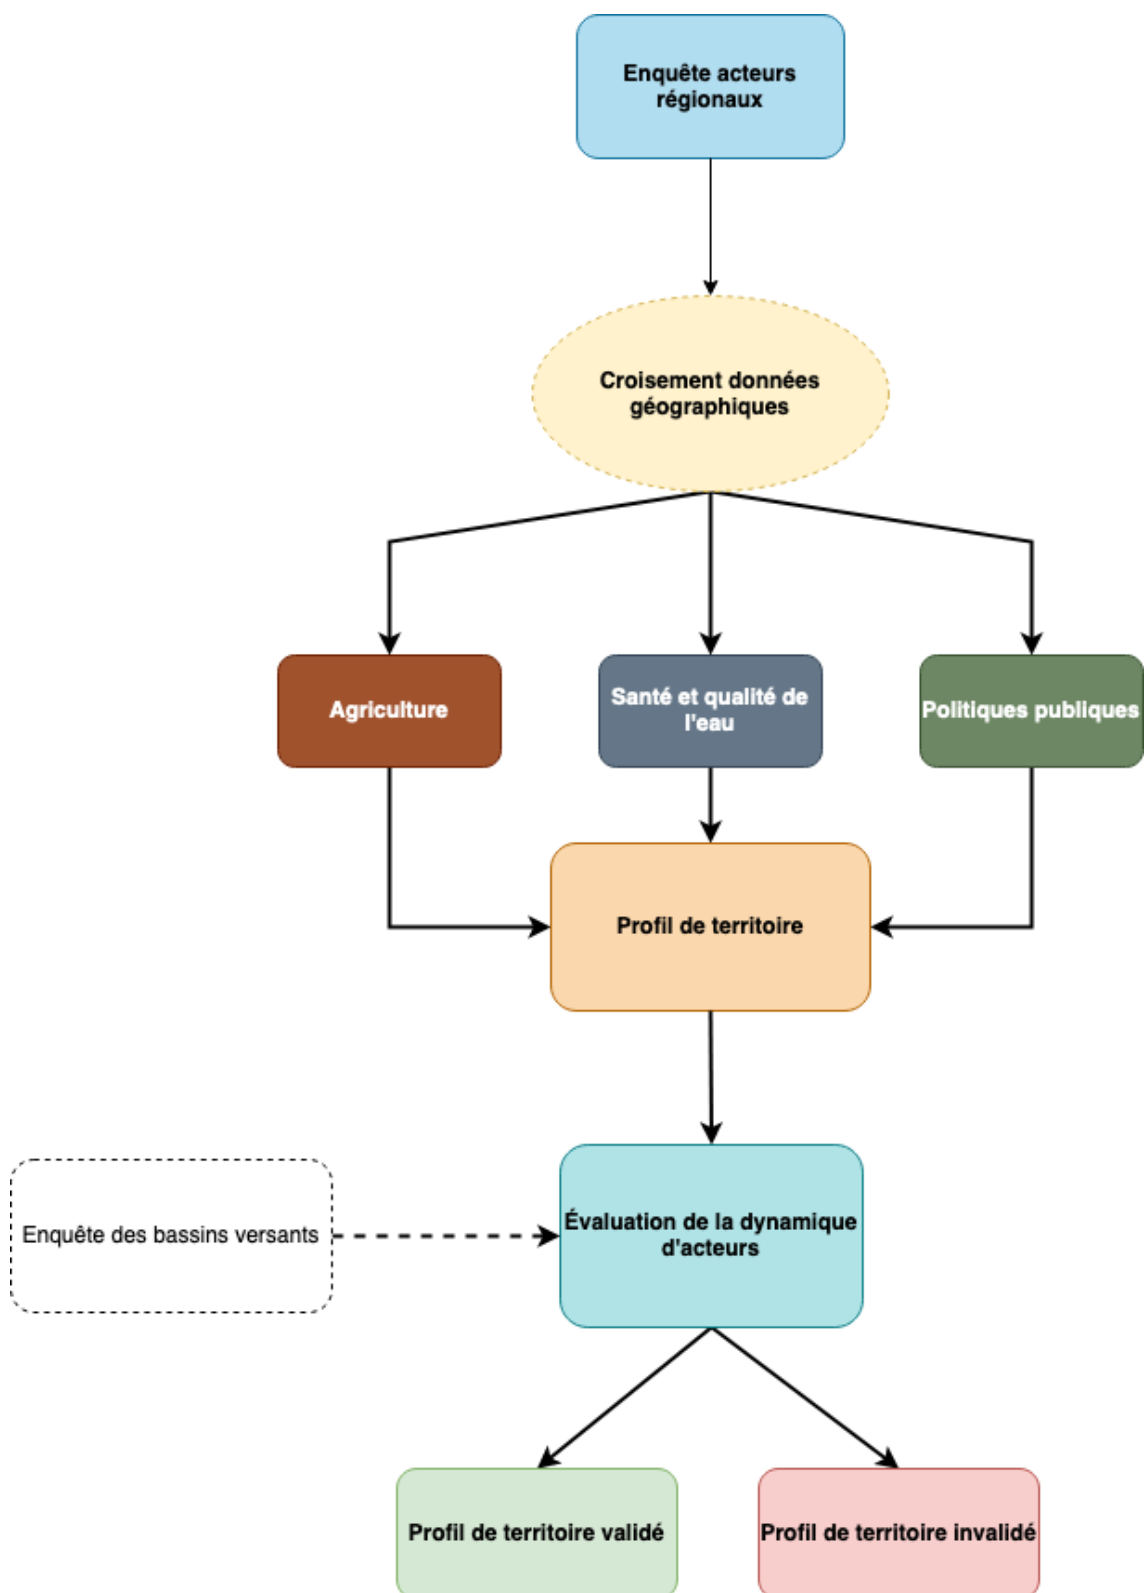 Enquête acteurs
régionaux
Croisement données
géographiques
Agriculture
Santé et qualité de
l'eau
Politiques publiques
Profil de territoire
Enquête des bassins versants
Évaluation de la dynamique
d'acteurs
Profil de territoire validé
Profil de territoire invalidé